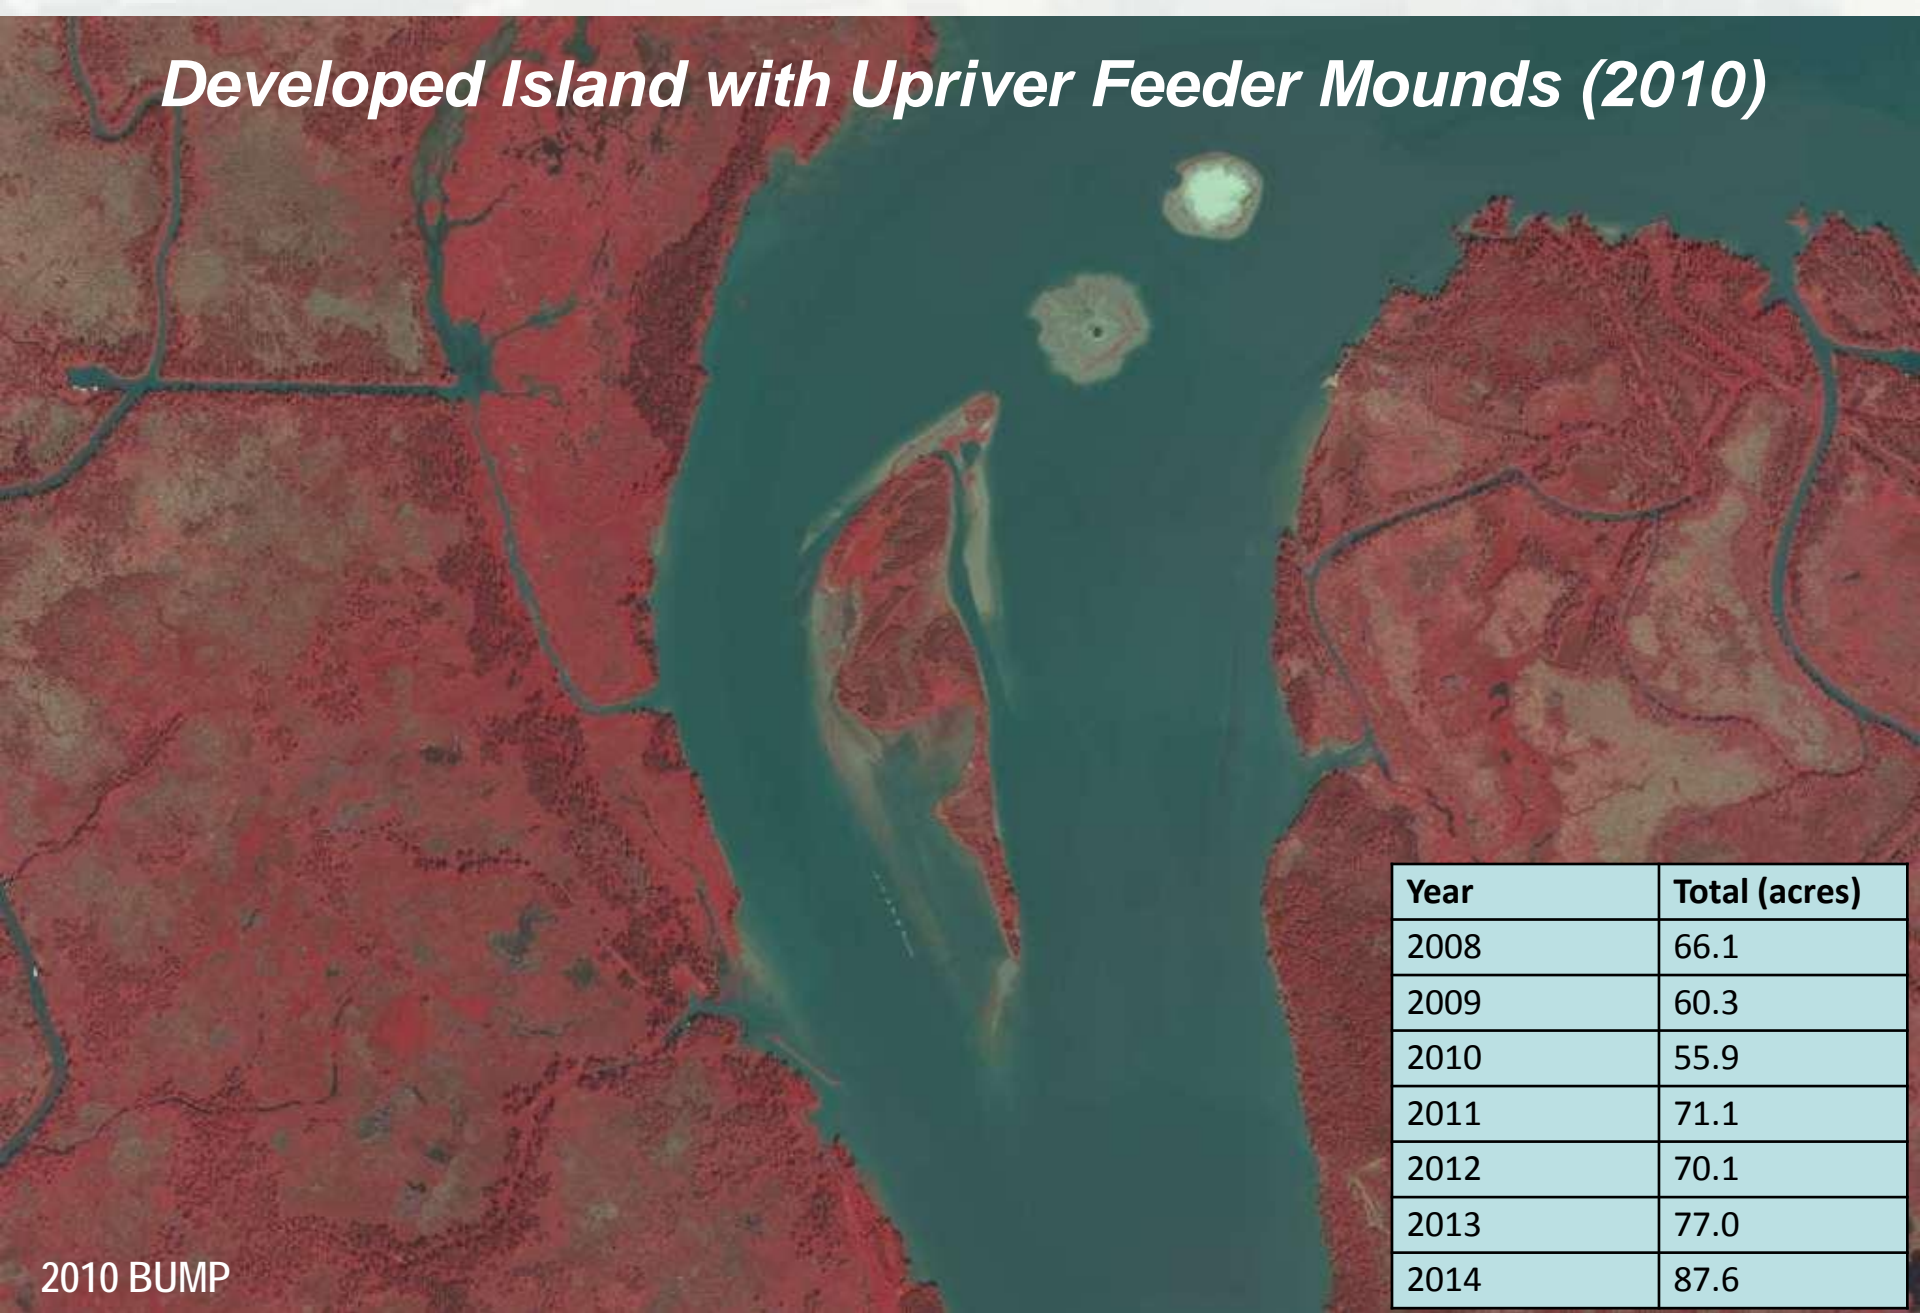 Developed Island with Upriver Feeder Mounds (2010)
Year Total (acres)
2008 66.1
2009 60.3
2010 55.9
2011 71.1
2012 70.1
2013 77.0
2014 87.6
2010 BUMP